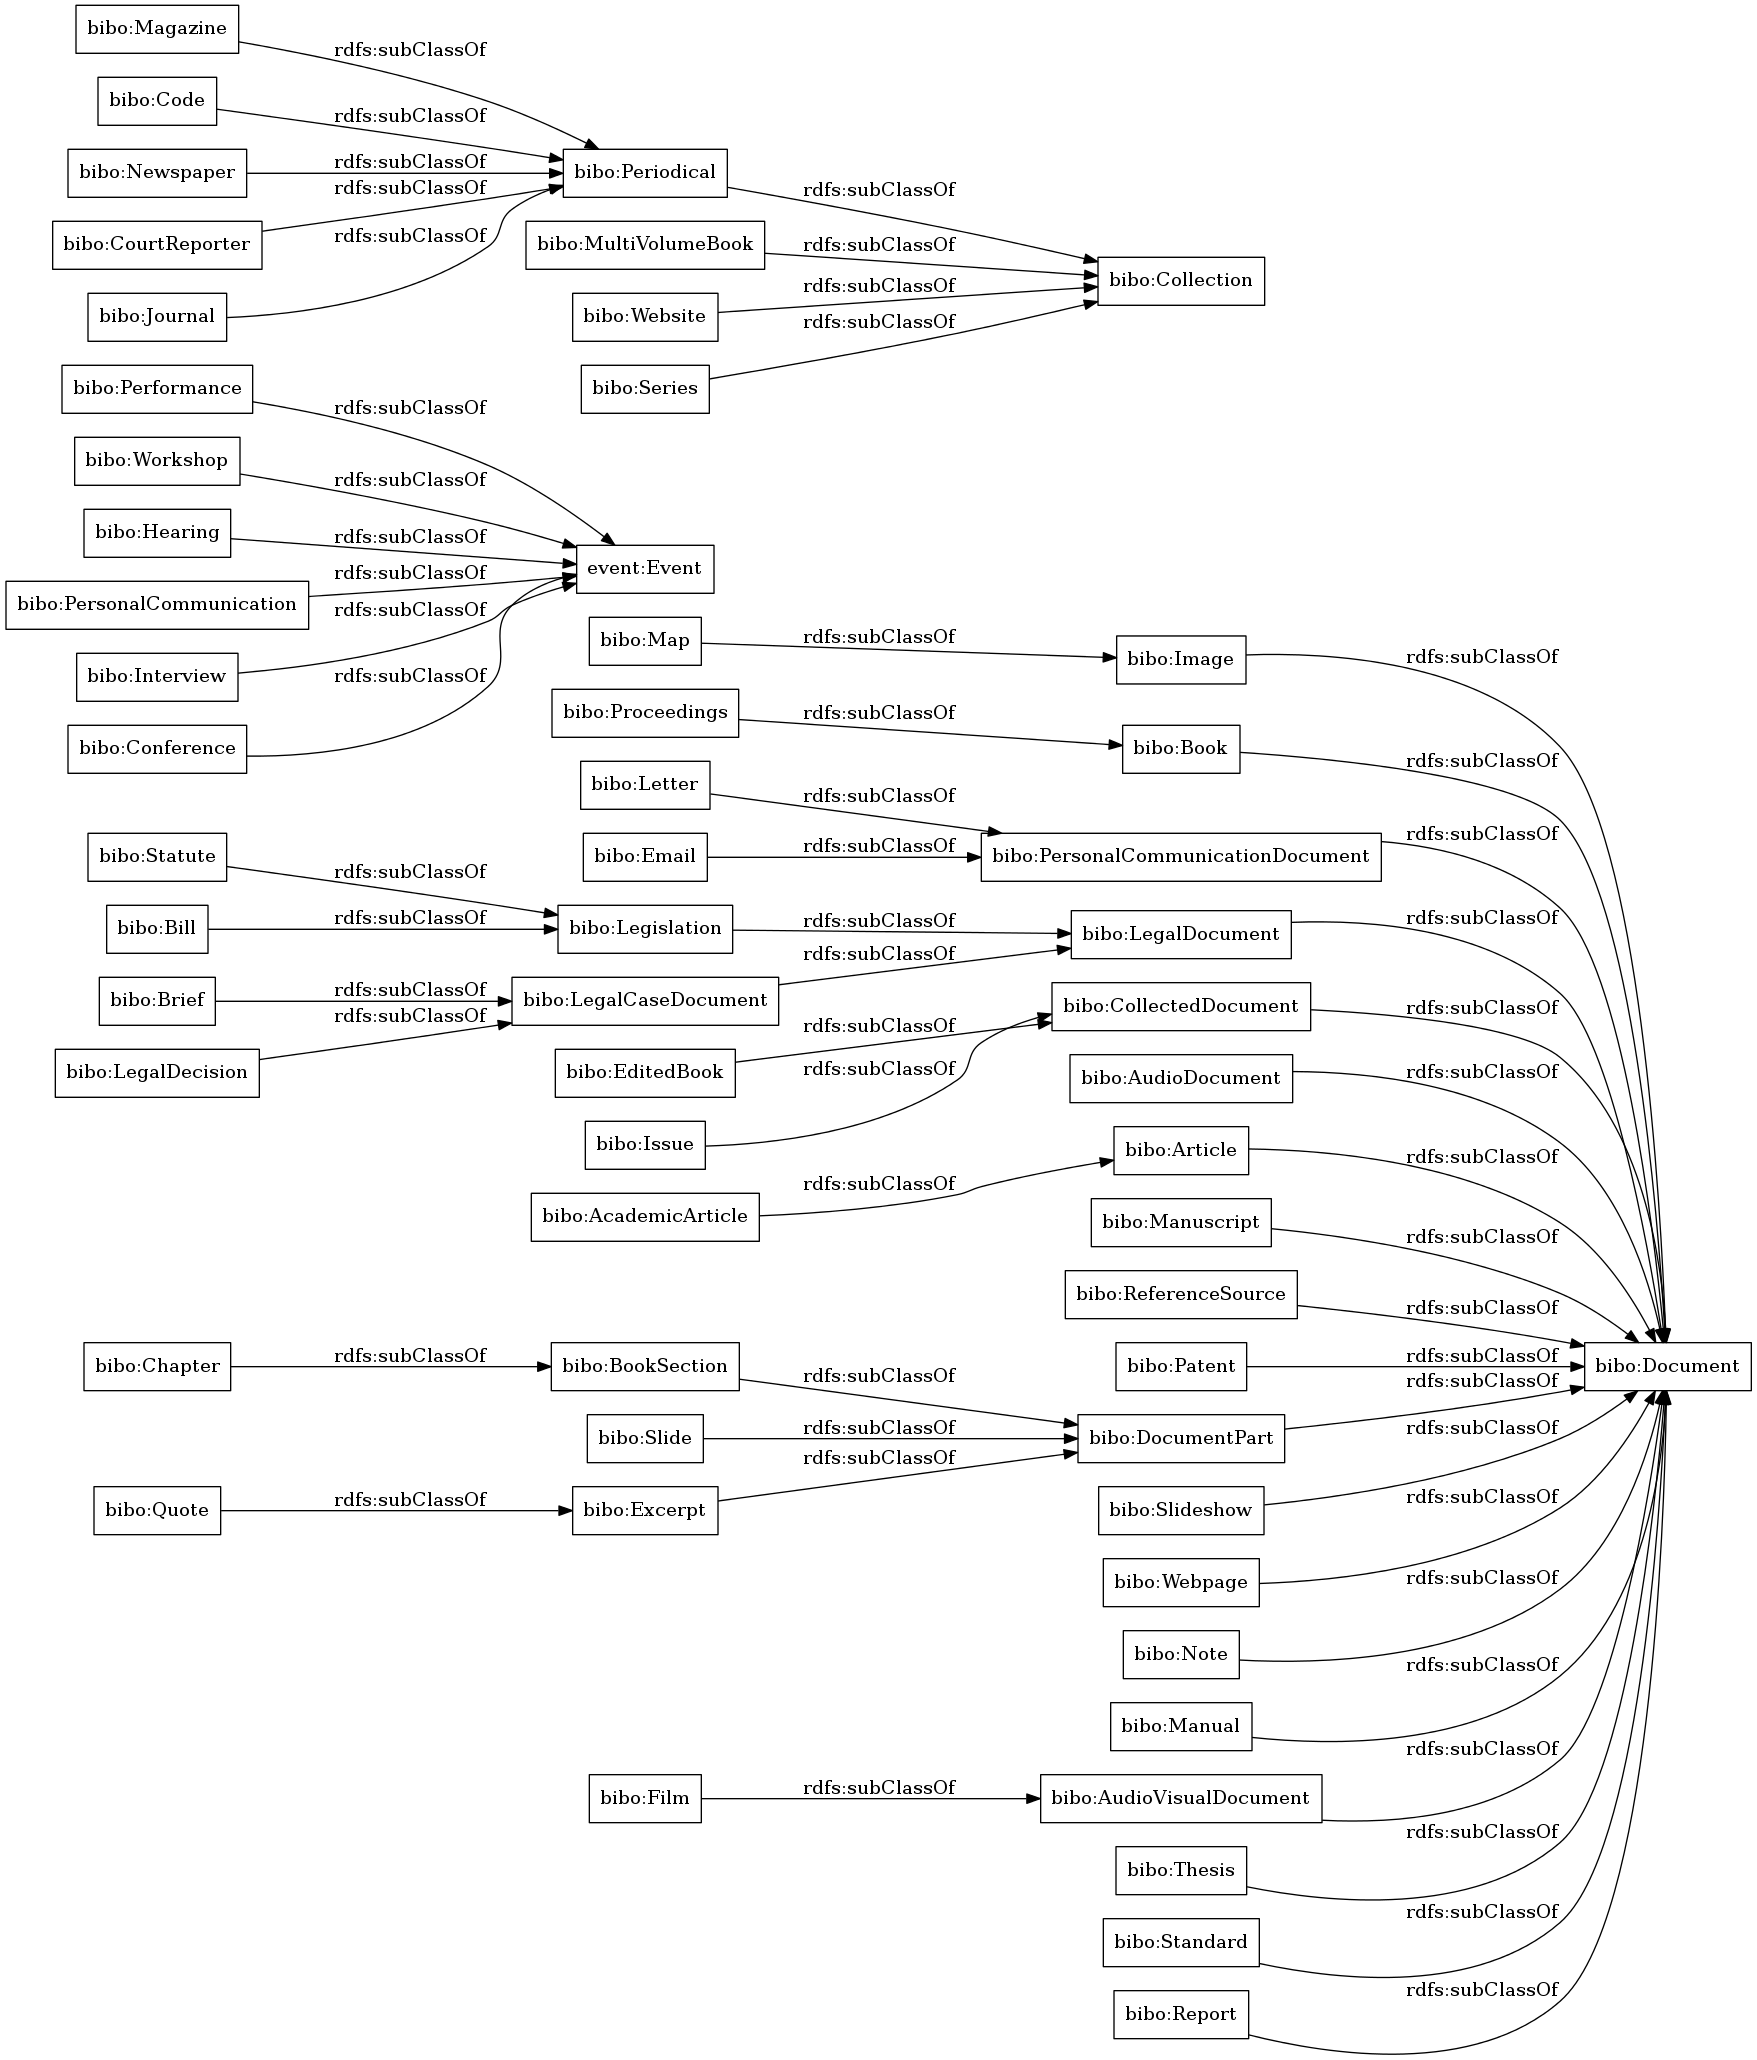 bibo:Magazine
rdfs:subClassOf
bibo:Code
rdfs:subClassOf
bibo:Newspaper
rdfs:subClassOf
bibo:Periodical
rdfs:subClassOf
rdfs:subClassOf
bibo:CourtReporter
rdfs:subClassOf
bibo:MultiVolumeBook
rdfs:subClassOf
bibo:Collection
bibo:Journal
bibo:Website
rdfs:subClassOf
rdfs:subClassOf
bibo:Performance
rdfs:subClassOf
bibo:Series
bibo:Workshop
rdfs:subClassOf
bibo:Hearing
rdfs:subClassOf
event:Event
rdfs:subClassOf
bibo:PersonalCommunication
rdfs:subClassOf
bibo:Map
rdfs:subClassOf
bibo:Image
rdfs:subClassOf
bibo:Interview
rdfs:subClassOf
bibo:Proceedings
rdfs:subClassOf
bibo:Conference
bibo:Book
rdfs:subClassOf
bibo:Letter
rdfs:subClassOf
bibo:Statute
rdfs:subClassOf
bibo:Email
rdfs:subClassOf
bibo:PersonalCommunicationDocument
rdfs:subClassOf
bibo:Bill
rdfs:subClassOf
bibo:Legislation
rdfs:subClassOf
bibo:LegalDocument
rdfs:subClassOf
bibo:Brief
rdfs:subClassOf
bibo:LegalCaseDocument
rdfs:subClassOf
bibo:CollectedDocument
rdfs:subClassOf
rdfs:subClassOf
bibo:LegalDecision
bibo:EditedBook
rdfs:subClassOf
bibo:AudioDocument
rdfs:subClassOf
bibo:Issue
rdfs:subClassOf
bibo:Article
rdfs:subClassOf
bibo:AcademicArticle
rdfs:subClassOf
bibo:Manuscript
rdfs:subClassOf
bibo:ReferenceSource
rdfs:subClassOf
bibo:Chapter
rdfs:subClassOf
bibo:BookSection
rdfs:subClassOf
bibo:Patent
rdfs:subClassOf
bibo:Document
rdfs:subClassOf
bibo:Slide
rdfs:subClassOf
bibo:DocumentPart
rdfs:subClassOf
bibo:Quote
rdfs:subClassOf
bibo:Excerpt
rdfs:subClassOf
bibo:Slideshow
rdfs:subClassOf
bibo:Webpage
rdfs:subClassOf
bibo:Note
rdfs:subClassOf
bibo:Manual
rdfs:subClassOf
bibo:Film
rdfs:subClassOf
bibo:AudioVisualDocument
rdfs:subClassOf
bibo:Thesis
rdfs:subClassOf
bibo:Standard
rdfs:subClassOf
bibo:Report